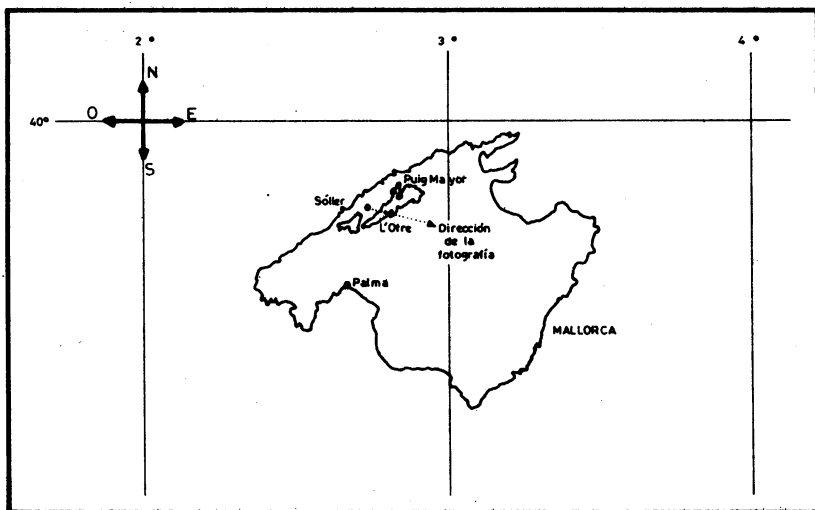 2°
3°
4°
N
O
E
S
40°
Puig Mayor
Sóller
L'Ofre
Dirección
de la
fotografía
Palma
MALLORCA